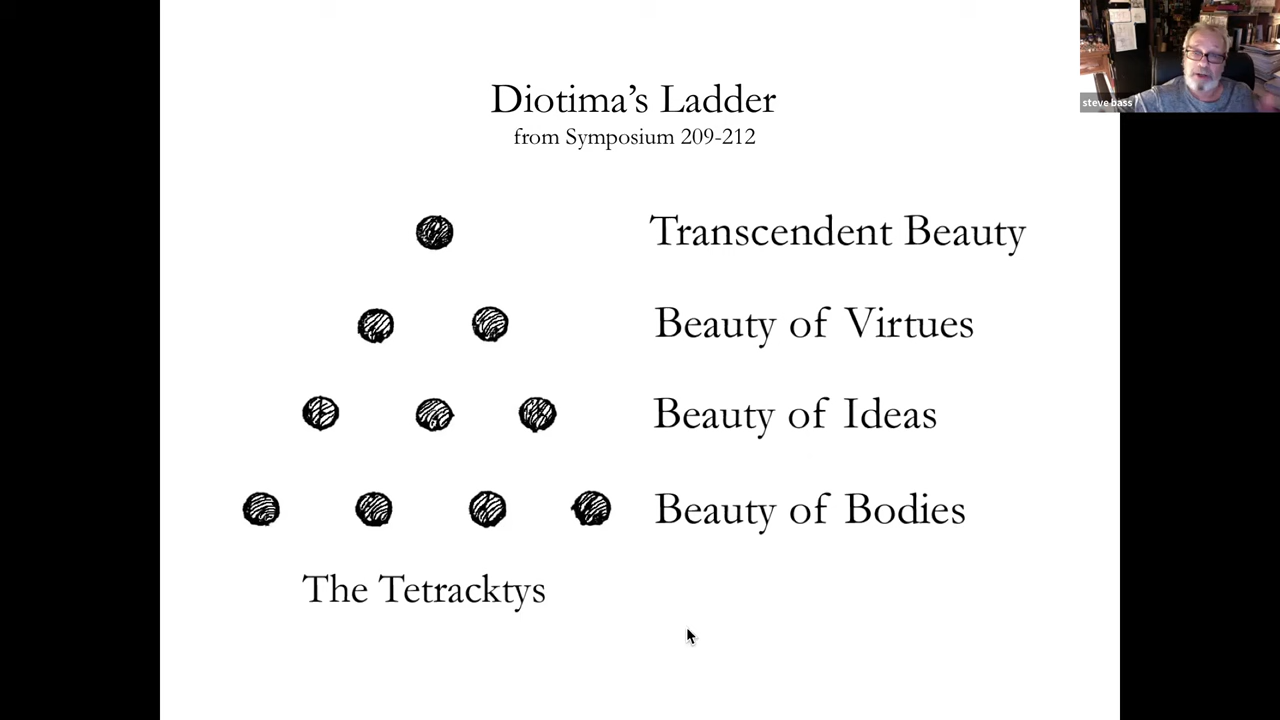 Diotima’s Ladder
from Symposium 209-212
Transcendent Beauty
Beauty of Virtues
Beauty of Ideas
Beauty of Bodies
The Tetracktys
steve bass